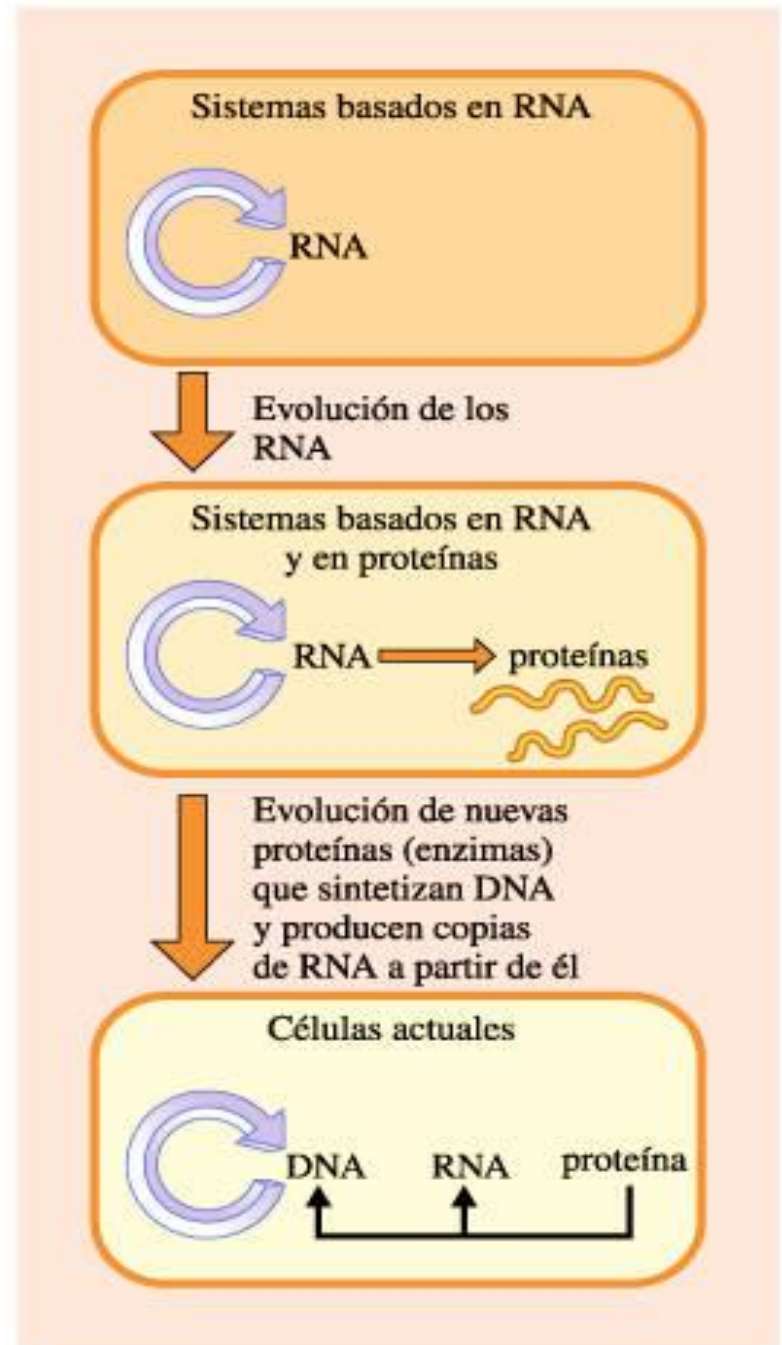 Sistemas basados en RNA
RNA
Evolución de los
RNA
Sistemas basados en RNA
y en proteínas
RNA proteínas
Evolución de nuevas
proteínas (enzimas)
que sintetizan DNA
y producen copias
de RNA a partir de él
Células actuales
DNA RNA proteína